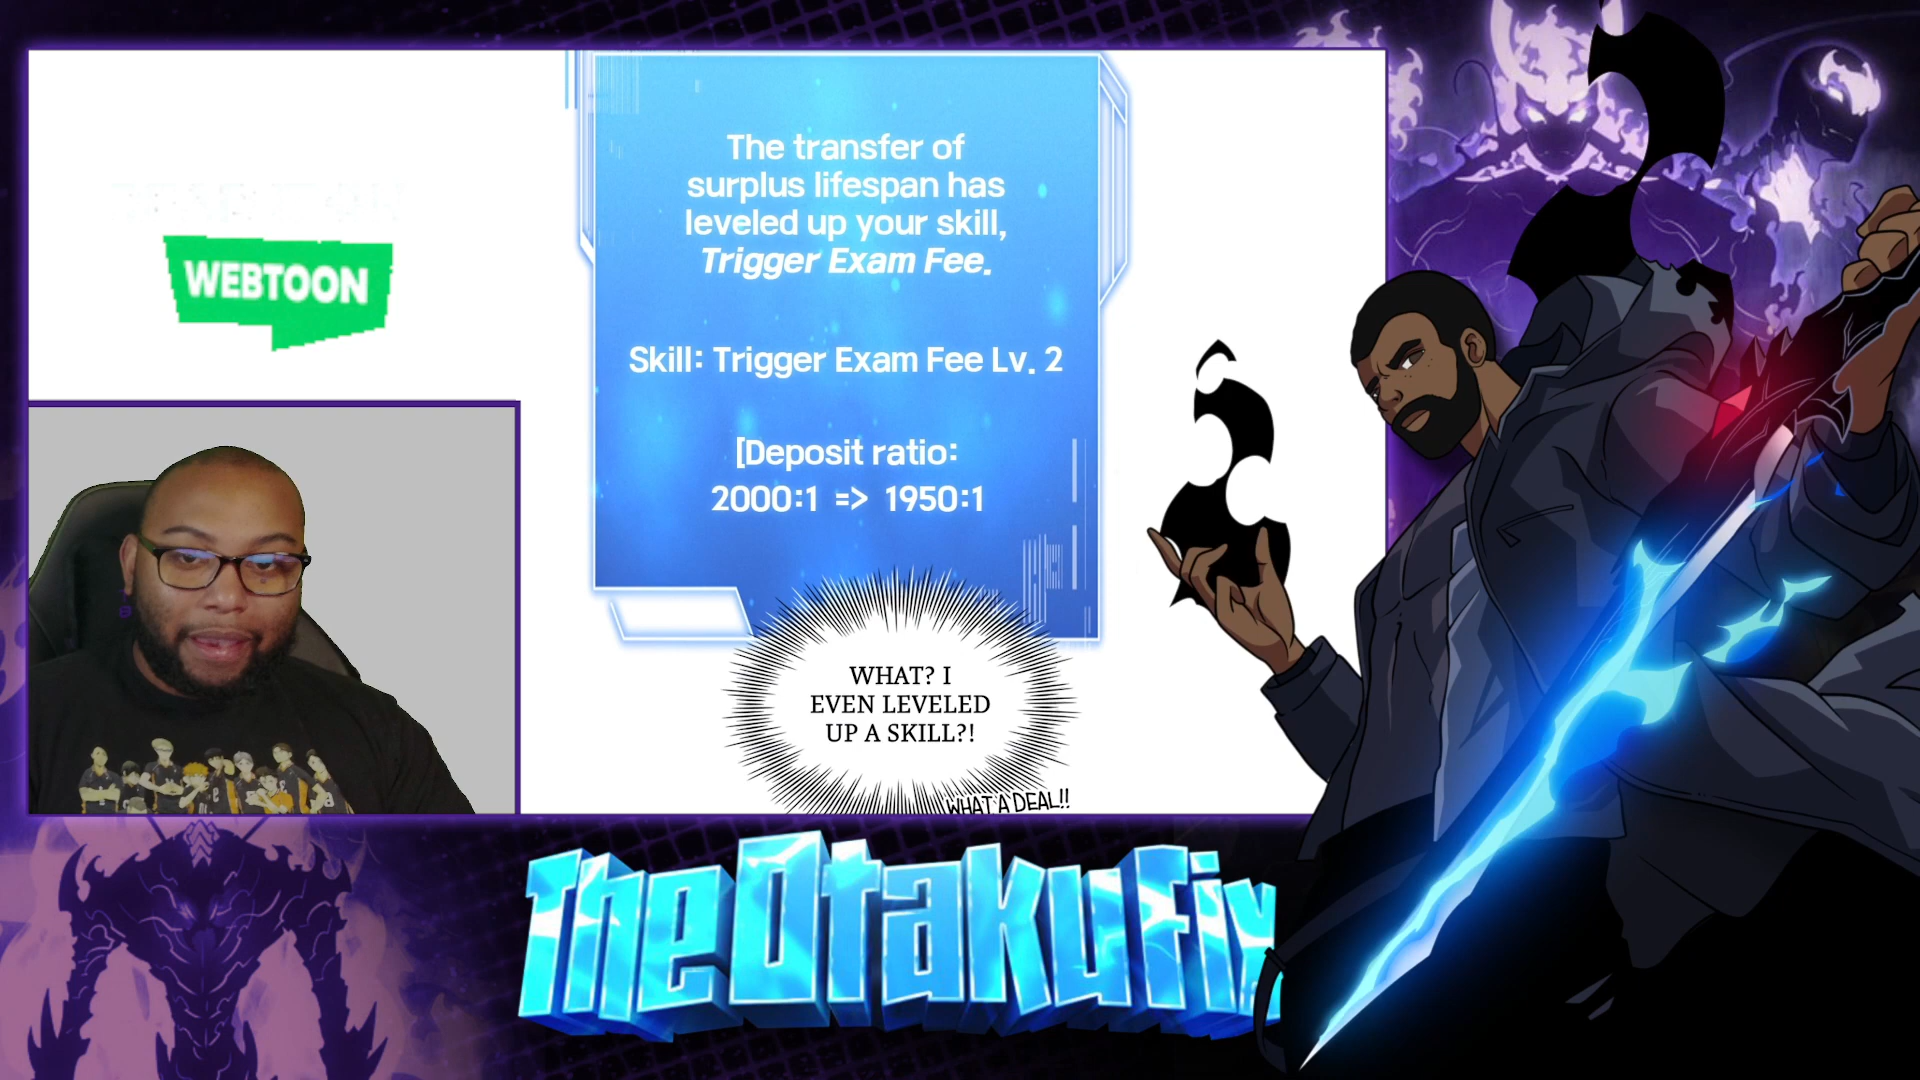 WEBTOON
The transfer of
surplus lifespan has
leveled up your skill,
Trigger Exam Fee.
Skill: Trigger Exam Fee Lv. 2
[Deposit ratio:
2000:1 => 1950:1
WHAT? I
EVEN LEVELED
UP A SKILL?!
WHAT A DEAL!!
TheOtakuFix